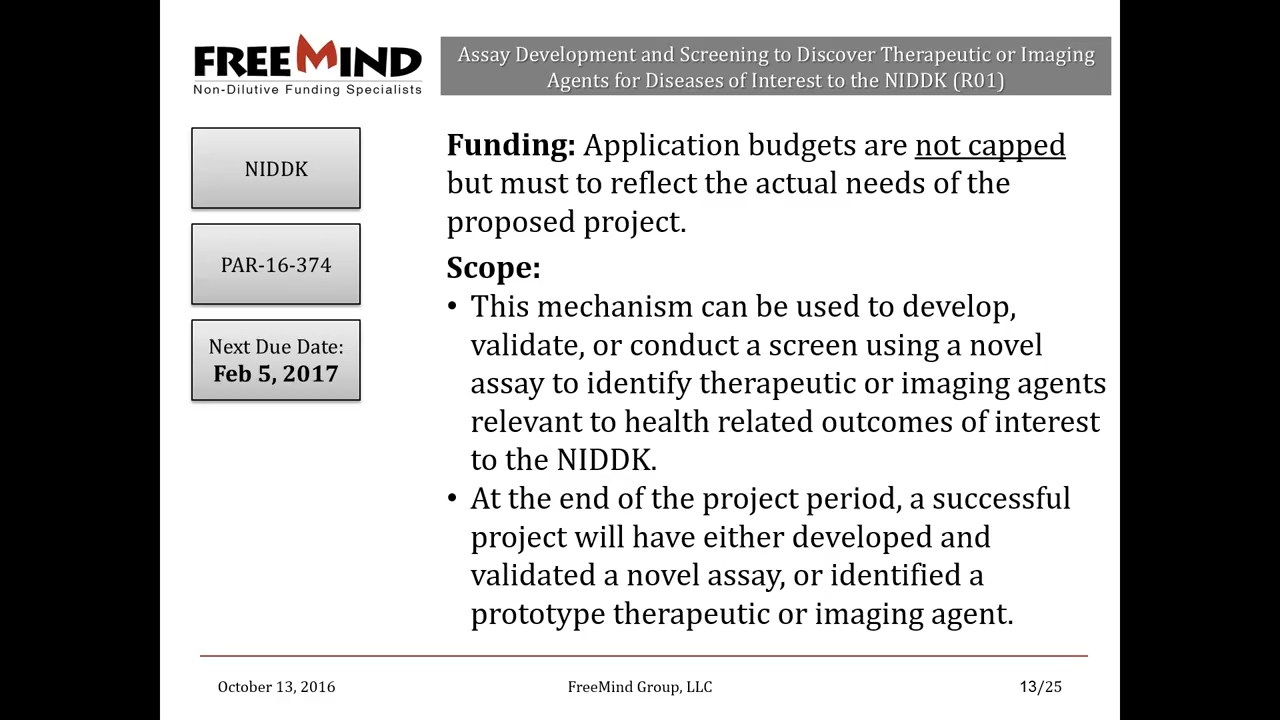 FREEMIND
Non-Dilutive Funding Specialists
Assay Development and Screening to Discover Therapeutic or Imaging
Agents for Diseases of Interest to the NIDDK (R01)
NIDDK
PAR-16-374
Next Due Date:
Feb 5, 2017
Funding: Application budgets are not capped
but must to reflect the actual needs of the
proposed project.
Scope:
• This mechanism can be used to develop,
validate, or conduct a screen using a novel
assay to identify therapeutic or imaging agents
relevant to health related outcomes of interest
to the NIDDK.
• At the end of the project period, a successful
project will have either developed and
validated a novel assay, or identified a
prototype therapeutic or imaging agent.
October 13, 2016
FreeMind Group, LLC
13/25